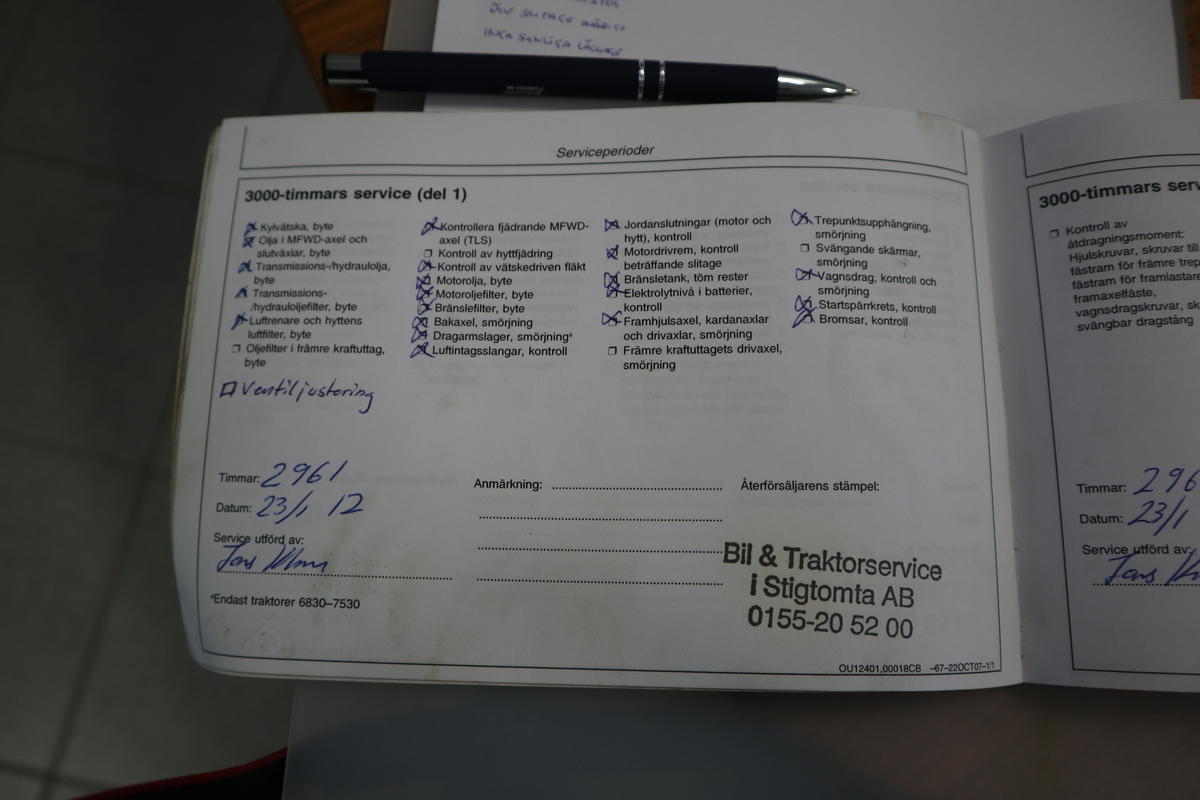 INGA SYNLIGA LÄCKAGE
Serviceperioder
3000-timmars service (del 1)
Kylvätska, byte
Olja i MFWD-axel och
slutväxlar, byte
Transmissions-/hydraulolja,
byte
Transmissions-
/hydrauloljefilter, byte
Luftrenare och hyttens
luftfilter, byte
Oljefilter i främre kraftuttag,
byte
Ventiljustering
Kontrollera fjädrande MFWD-
axel (TLS)
Kontroll av hyttfjädring
Kontroll av vätskedriven fläkt
Motorolja, byte
Motoroljefilter, byte
Bränslefilter, byte
Bakaxel, smörjning
Dragarmslager, smörjningª
Luftintagsslangar, kontroll
Jordanslutningar (motor och
hytt), kontroll
Motordrivrem, kontroll
beträffande slitage
Bränsletank, töm rester
Elektrolytnivå i batterier,
kontroll
Framhjulsaxel, kardanaxlar
och drivaxlar, smörjning
Främre kraftuttagets drivaxel,
smörjning
Trepunktsupphängning,
smörjning
Svängande skärmar,
smörjning
Vagnsdrag, kontroll och
smörjning
Startspärrkrets, kontroll
Bromsar, kontroll
Timmar: 2961
Datum: 23/1 12
Service utförd av:
ªEndast traktorer 6830–7530
Anmärkning:
Återförsäljarens stämpel:
Bil & Traktorservice
i Stigtomta AB
0155-20 52 00
OU12401,00018CB –67–22OCT07–1/1
3000-timmars serv
Kontroll av
åtdragningsmoment:
Hjulskruvar, skruvar till
fästram för främre trep
fästram för framlastare
framaxelfäste,
vagnsdragskruvar, sk
svängbar dragstång
Timmar: 296
Datum: 23/1
Service utförd av: